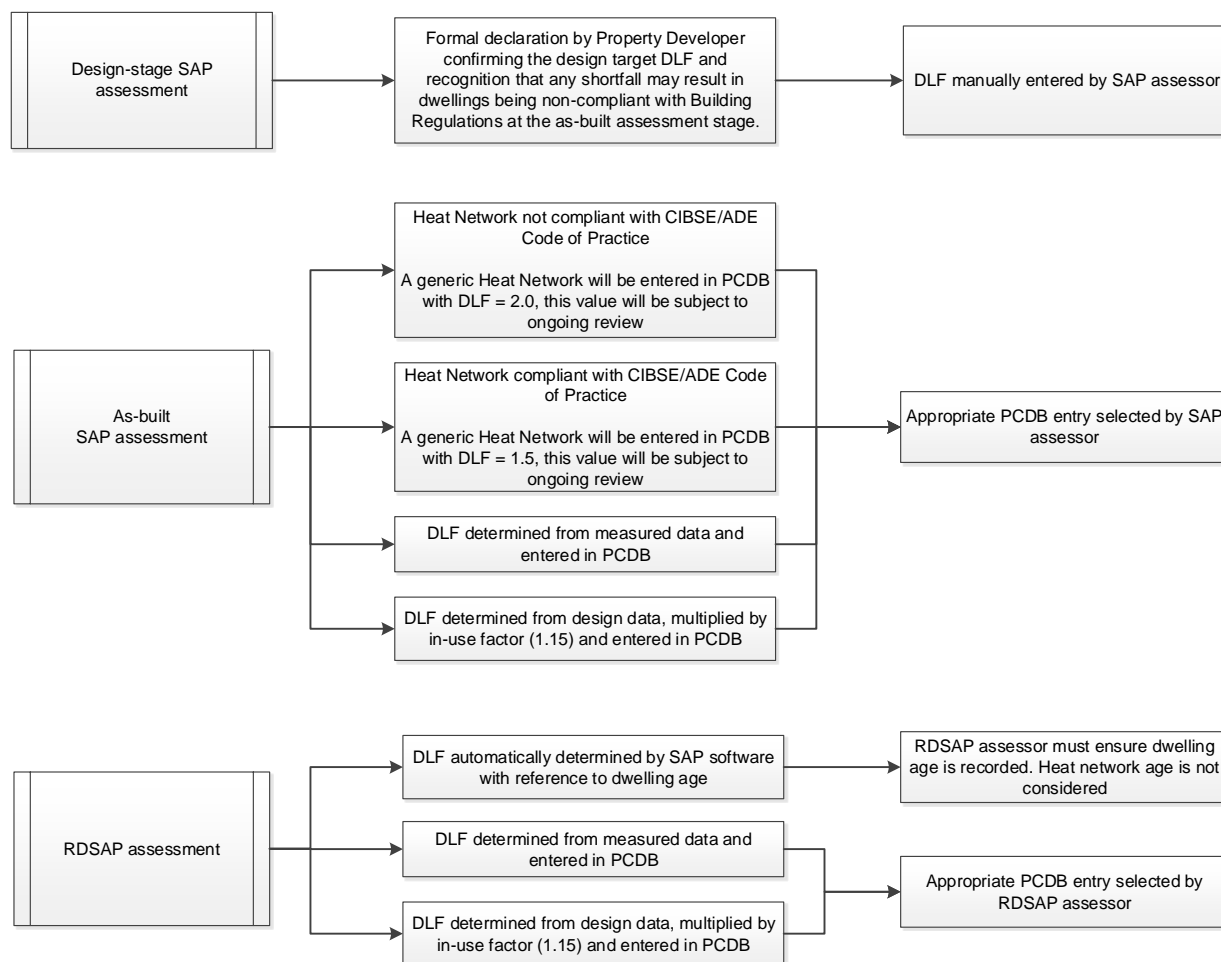 Design-stage SAP
assessment
Formal declaration by Property Developer
confirming the design target DLF and
recognition that any shortfall may result in
dwellings being non-compliant with Building
Regulations at the as-built assessment stage.
DLF manually entered by SAP assessor
As-built
SAP assessment
Heat Network not compliant with CIBSE/ADE
Code of Practice
A generic Heat Network will be entered in PCDB
with DLF = 2.0, this value will be subject to
ongoing review
Heat Network compliant with CIBSE/ADE Code
of Practice
A generic Heat Network will be entered in PCDB
with DLF = 1.5, this value will be subject to
ongoing review
DLF determined from measured data and
entered in PCDB
DLF determined from design data, multiplied by
in-use factor (1.15) and entered in PCDB
Appropriate PCDB entry selected by SAP
assessor
RDSAP assessment
DLF automatically determined by SAP software
with reference to dwelling age
RDSAP assessor must ensure dwelling
age is recorded. Heat network age is not
considered
DLF determined from measured data and
entered in PCDB
DLF determined from design data, multiplied by
in-use factor (1.15) and entered in PCDB
Appropriate PCDB entry selected by
RDSAP assessor